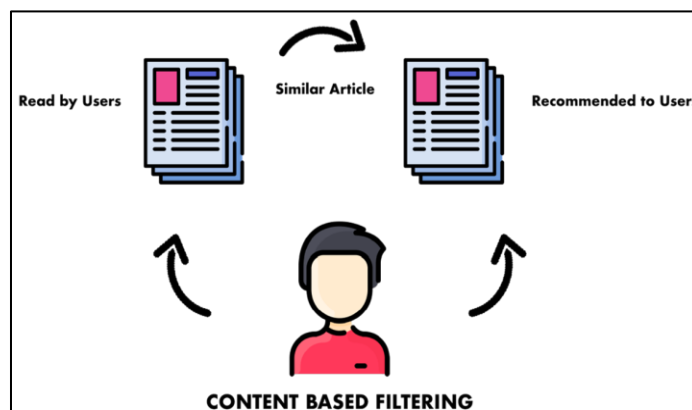 Read by Users
Similar Article
Recommended to User
CONTENT BASED FILTERING